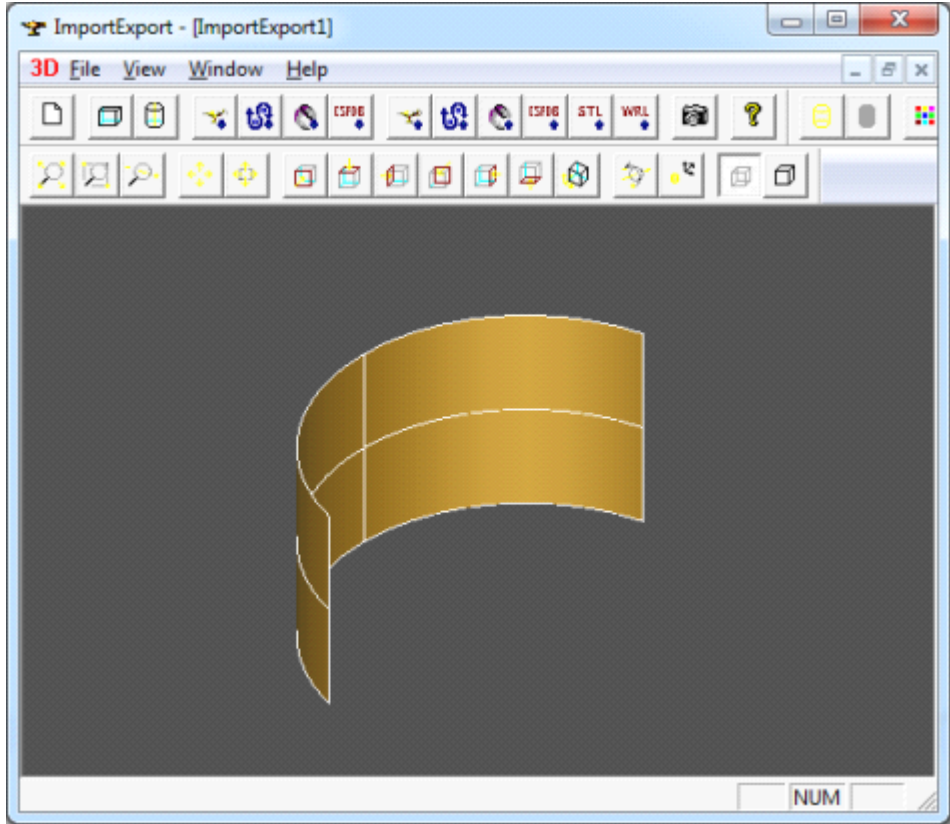 ImportExport - [ImportExport1]
3D File View Window Help
CSFDB CSFDB STL WRL
NUM